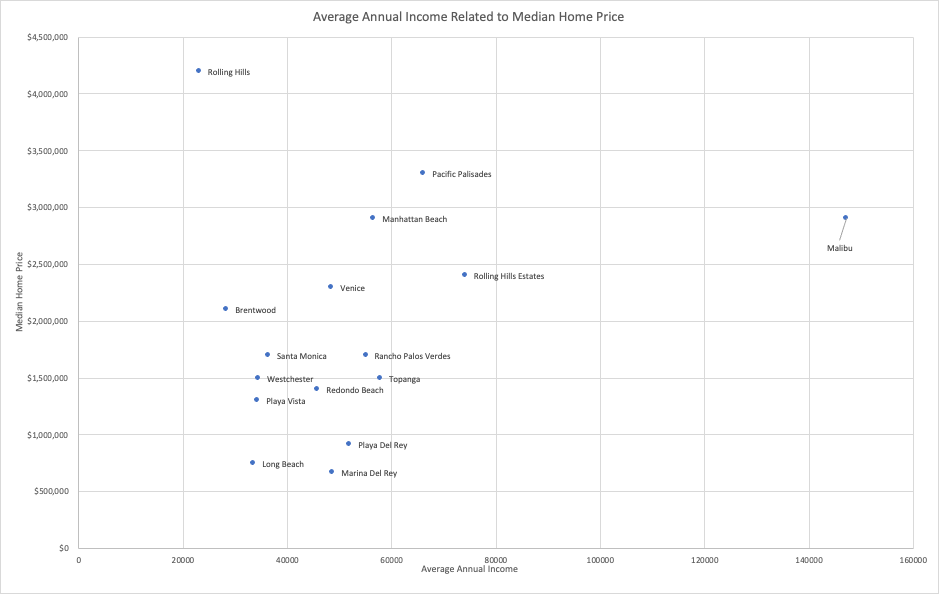 Average Annual Income Related to Median Home Price
$4,500,000
Rolling Hills
$4,000,000
$3,500,000
Pacific Palisades
$3,000,000
Manhattan Beach
Malibu
Median Home Price
$2,500,000
Rolling Hills Estates
Venice
Brentwood
$2,000,000
Santa Monica
Rancho Palos Verdes
$1,500,000
Westchester
Topanga
Redondo Beach
Playa Vista
$1,000,000
Playa Del Rey
Long Beach
Marina Del Rey
$500,000
$0
0 20000 40000 60000 80000 100000 120000 140000 160000
Average Annual Income